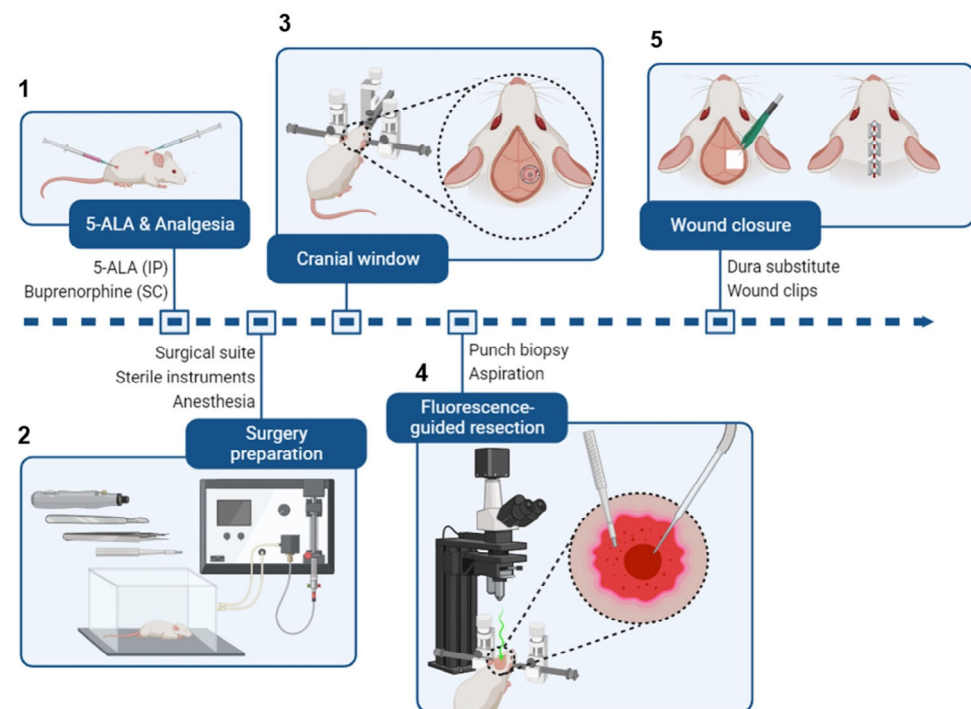 1
5-ALA & Analgesia
5-ALA (IP)
Buprenorphine (SC)
Surgical suite
Sterile instruments
Anesthesia
2
Surgery
preparation
3
Cranial window
Punch biopsy
Aspiration
4
Fluorescence-
guided resection
5
Wound closure
Dura substitute
Wound clips